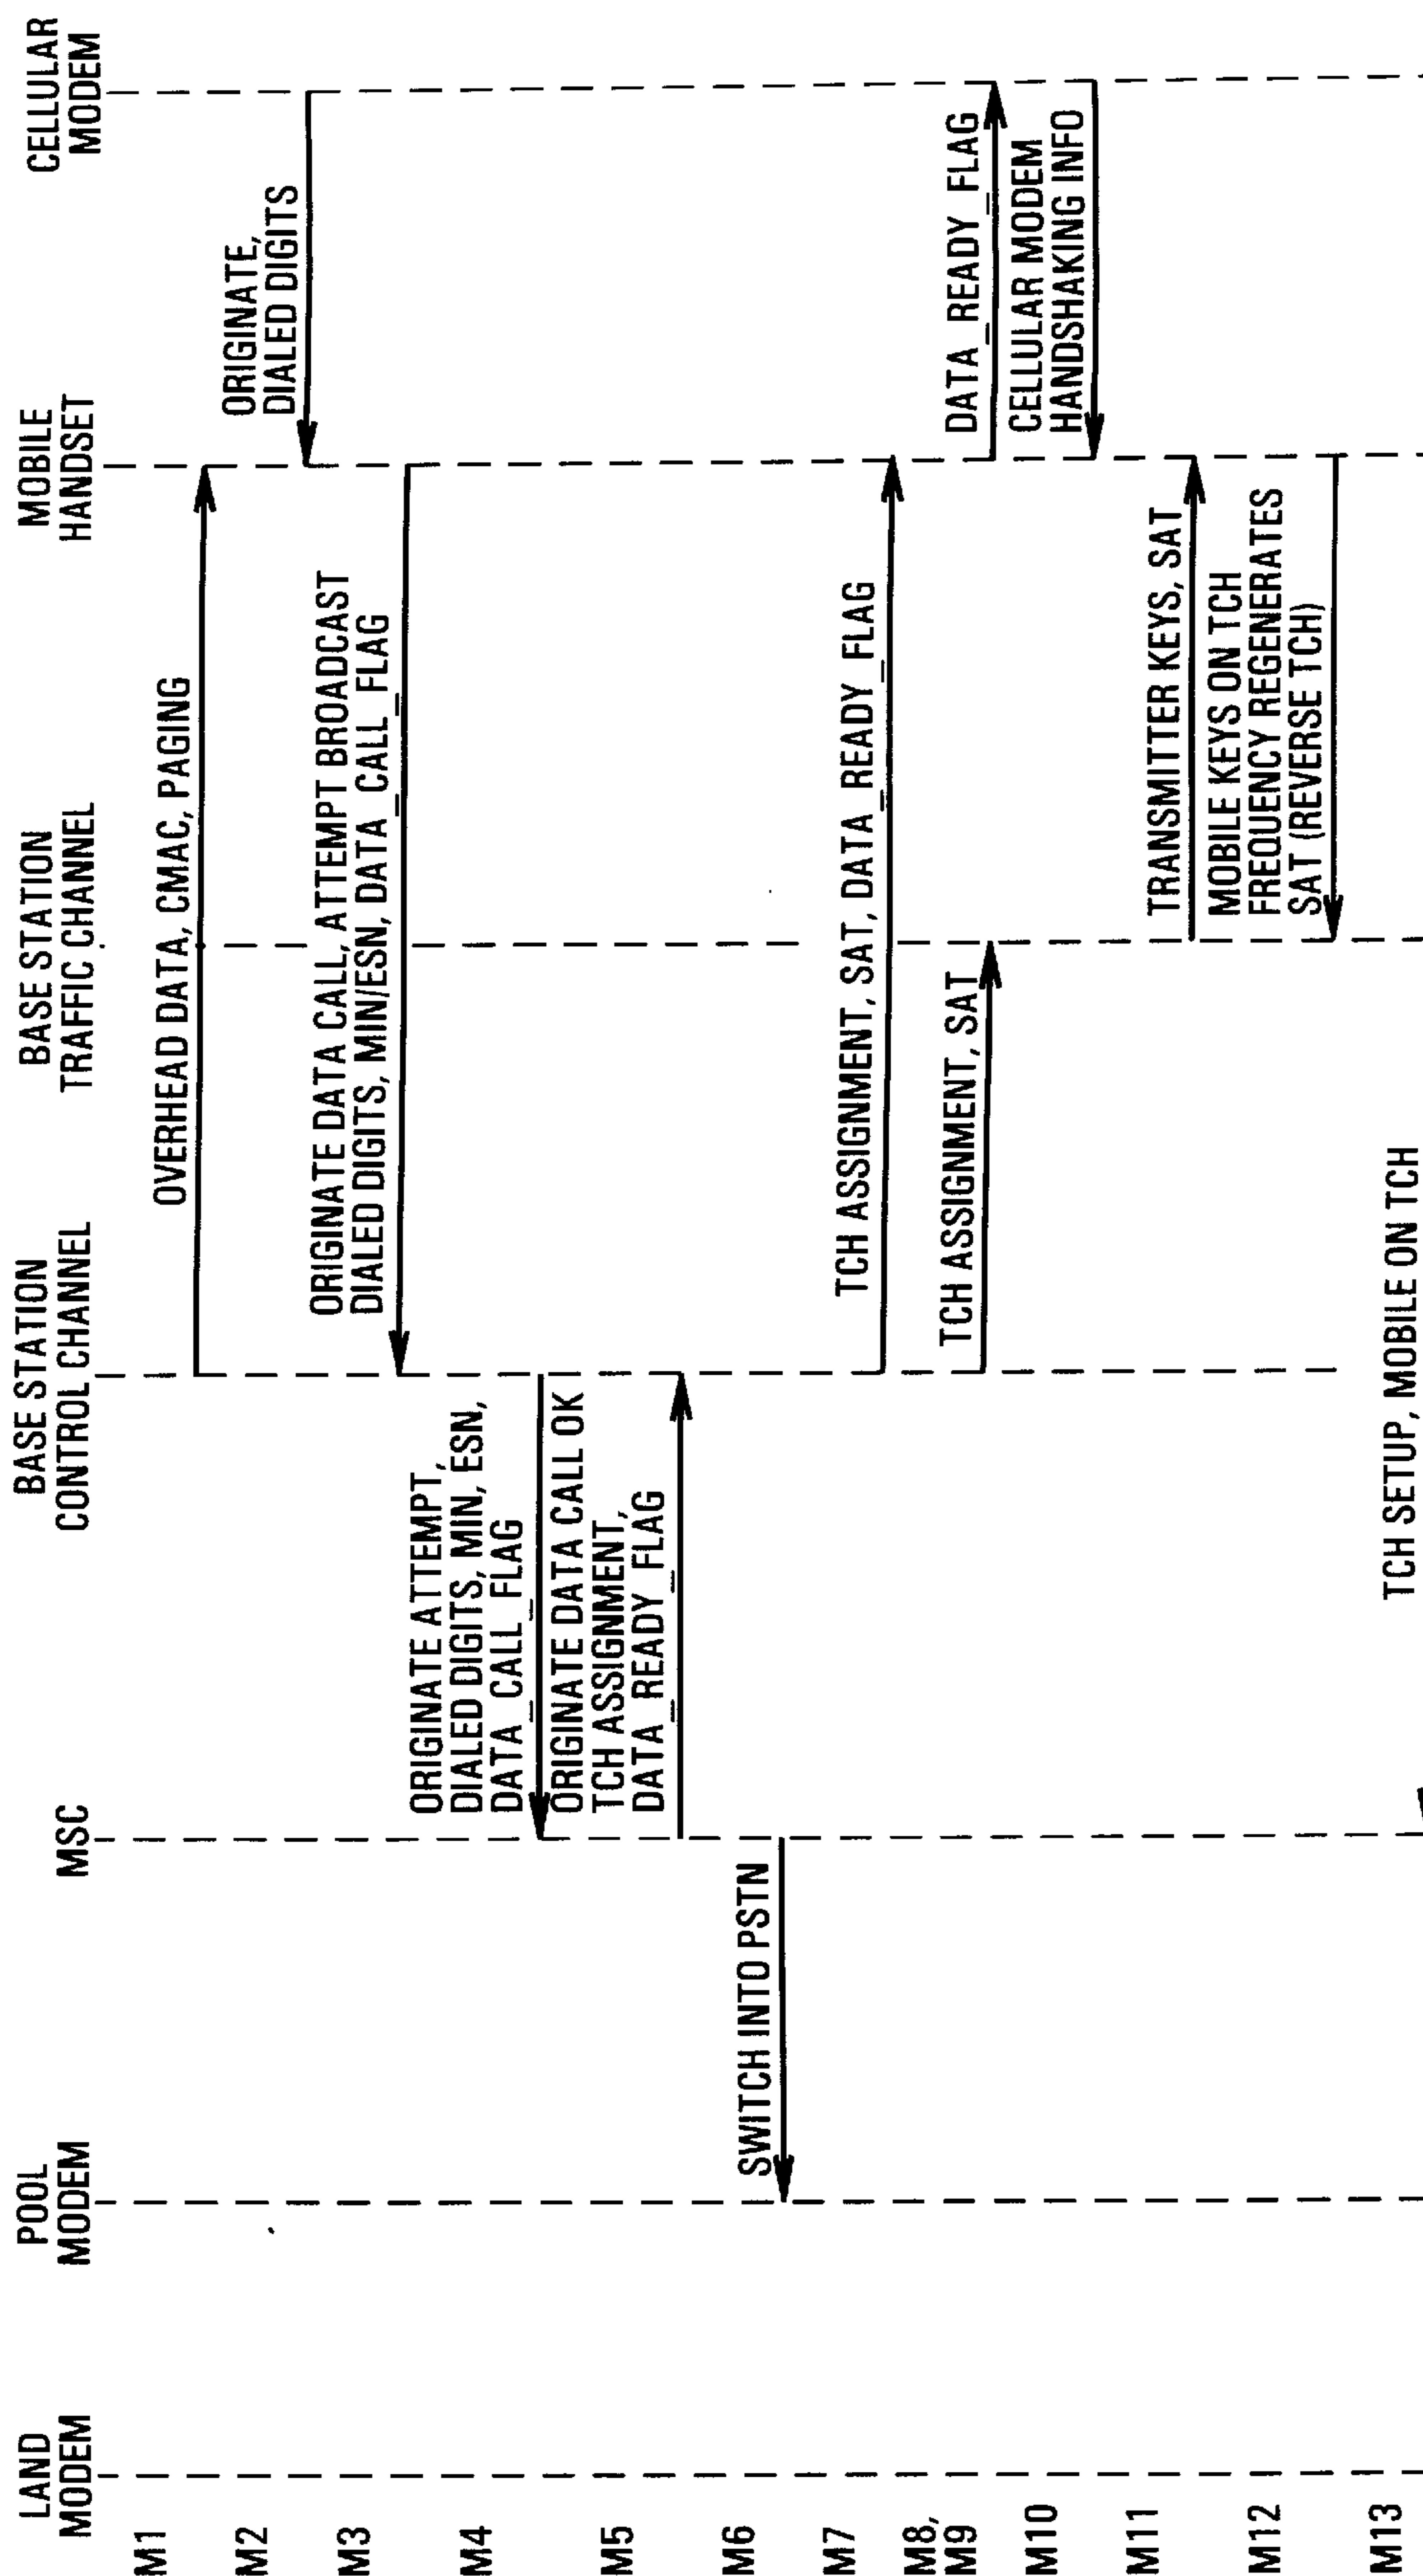 LAND
MODEM
POOL
MODEM
MSC
BASE STATION
CONTROL CHANNEL
BASE STATION
TRAFFIC CHANNEL
MOBILE
HANDSET
CELLULAR
MODEM
M1
OVERHEAD DATA, CMAC, PAGING
M2
ORIGINATE,
DIALED DIGITS
M3
ORIGINATE DATA CALL, ATTEMPT BROADCAST
DIALED DIGITS, MIN/ESN, DATA_CALL_FLAG
M4
ORIGINATE ATTEMPT,
DIALED DIGITS, MIN, ESN,
DATA_CALL_FLAG
M5
ORIGINATE DATA CALL OK
TCH ASSIGNMENT,
DATA_READY_FLAG
M6
SWITCH INTO PSTN
M7
TCH ASSIGNMENT, SAT, DATA_READY_FLAG
M8,
M9
TCH ASSIGNMENT, SAT
DATA_READY_FLAG
M10
CELLULAR MODEM
HANDSHAKING INFO
M11
TRANSMITTER KEYS, SAT
M12
MOBILE KEYS ON TCH
FREQUENCY REGENERATES
SAT (REVERSE TCH)
M13
TCH SETUP, MOBILE ON TCH